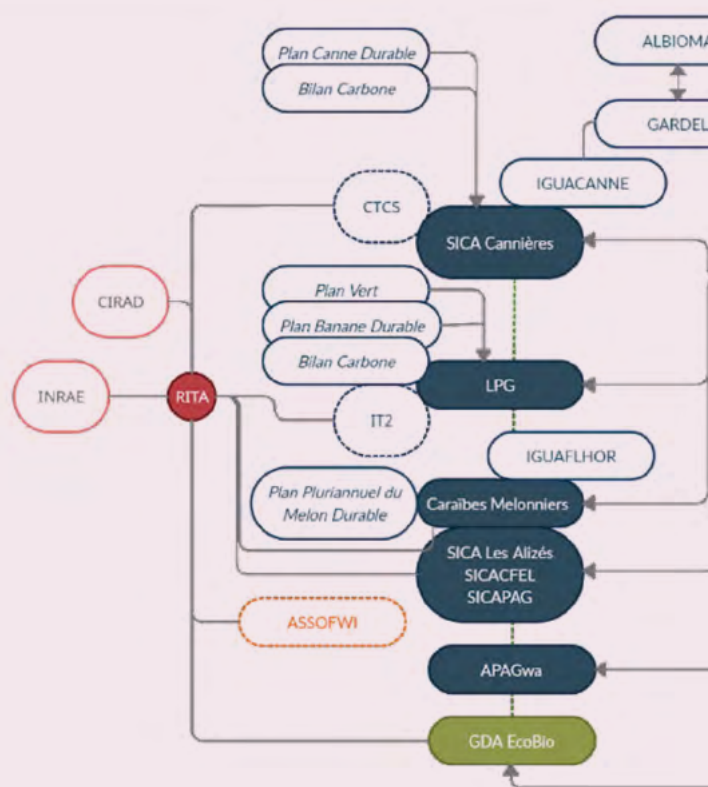 Plan Canne Durable
Bilan Carbone
GARDEL
IGUACANNE
CTCS
SICA Cannières
CIRAD
Plan Vert
Plan Banane Durable
Bilan Carbone
LPG
INRAE
RITA
IT2
IGUAFLHOR
Plan Pluriannuel du
Melon Durable
Caraïbes Melonniers
SICA Les Alizés
SICACFEL
SICAPAG
ASSOFWI
APAGwa
GDA EcoBio